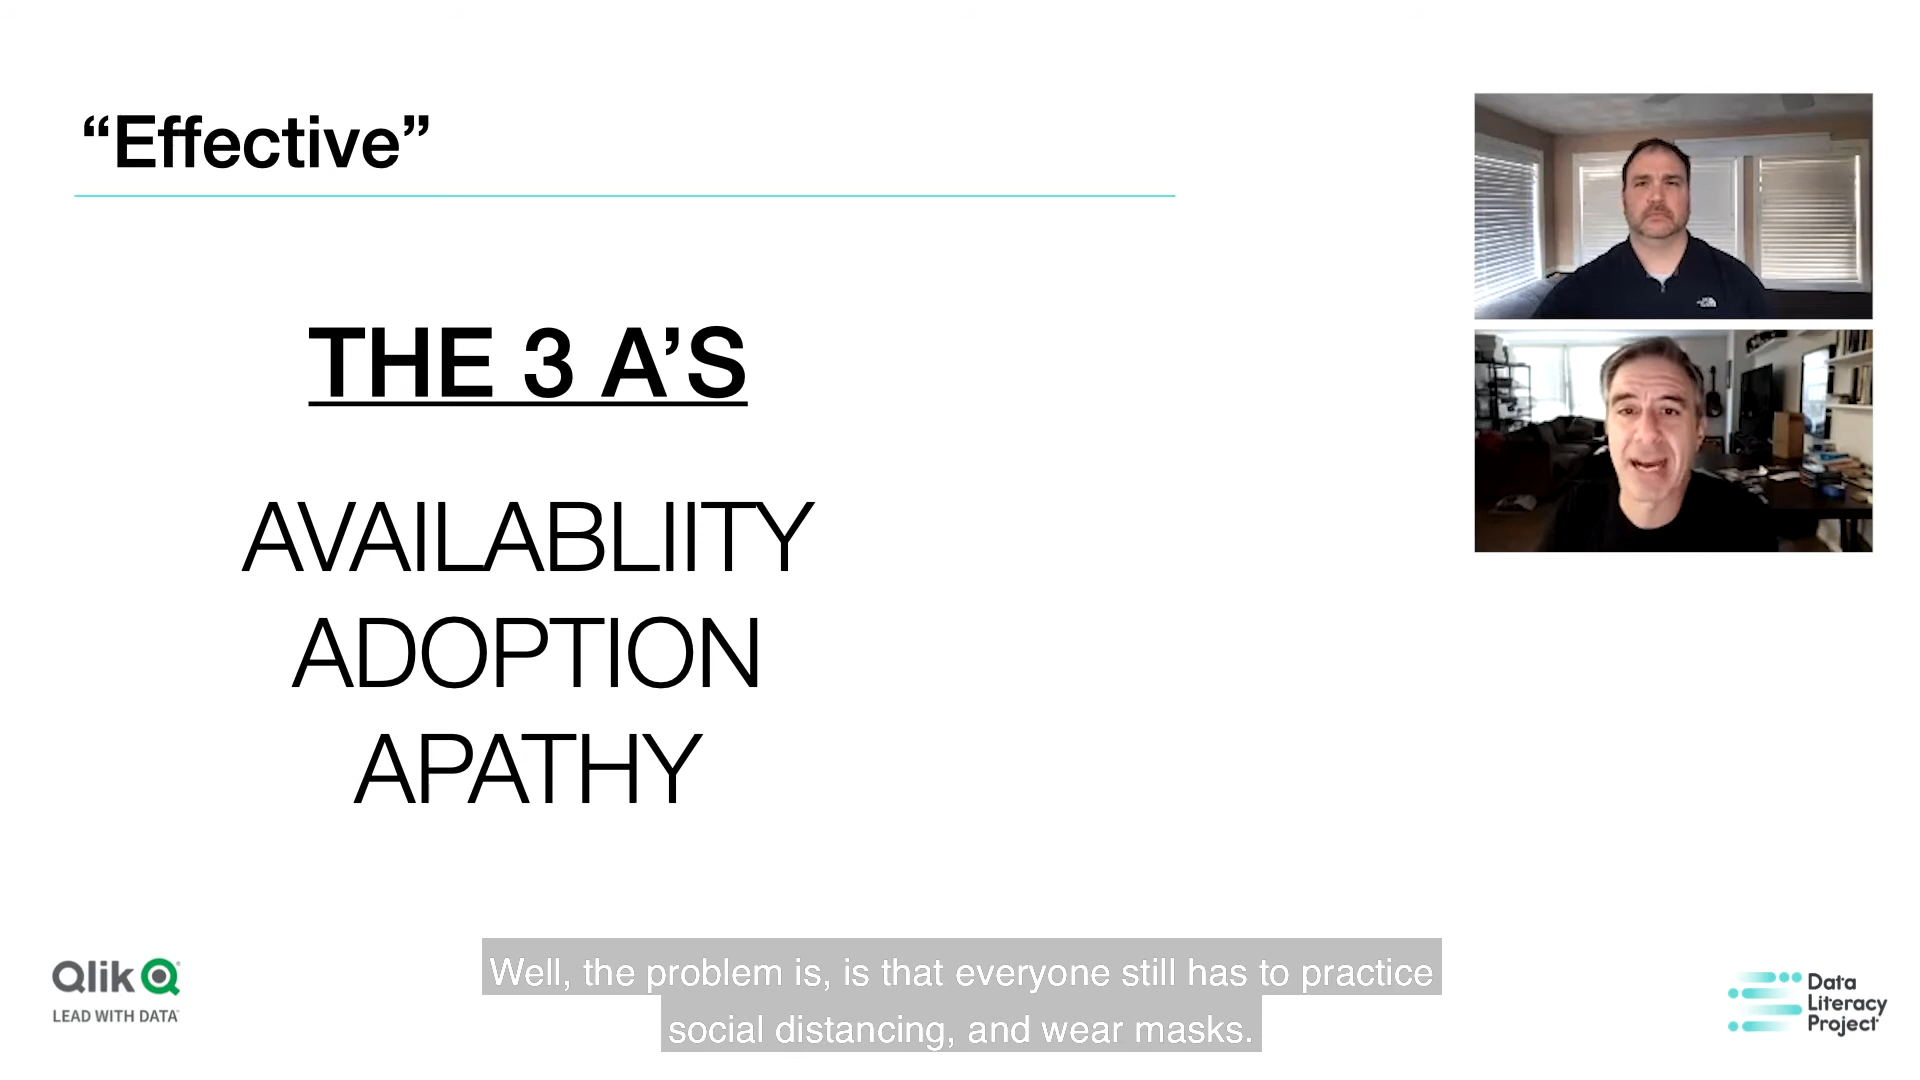 “Effective”
THE 3 A’S
AVAILABLIITY
ADOPTION
APATHY
Qlik
LEAD WITH DATA
Well, the problem is, is that everyone still has to practice
social distancing, and wear masks.
Data
Literacy
Project